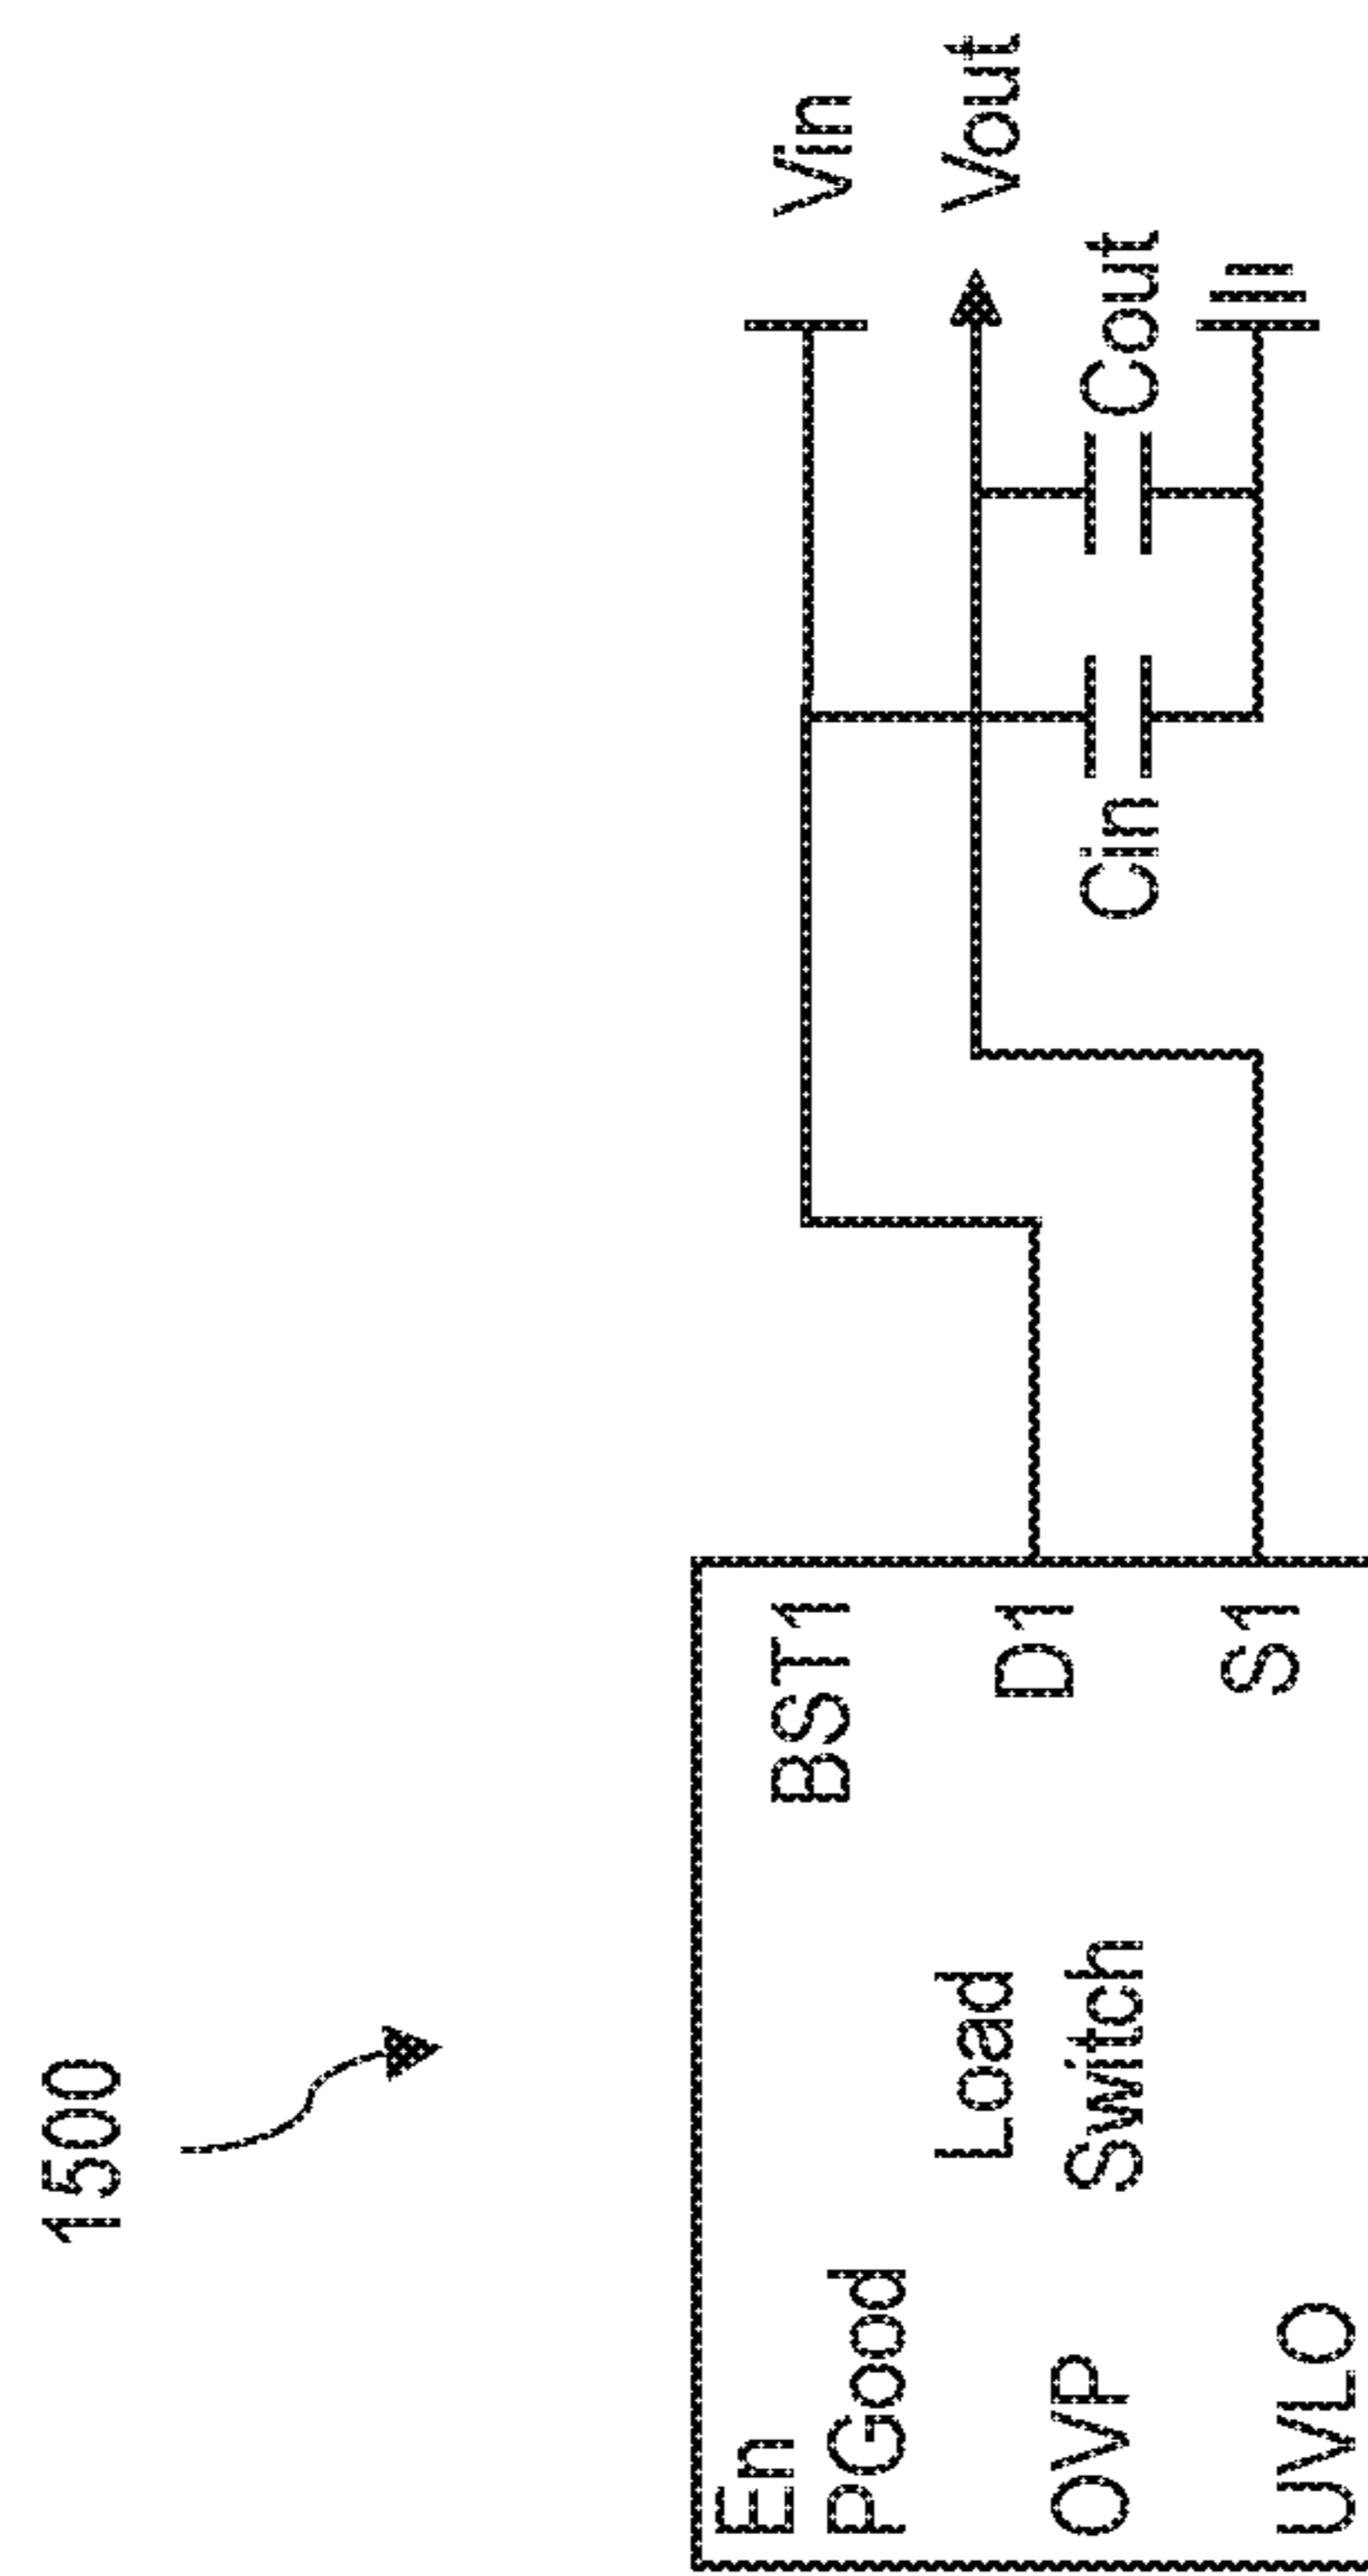 1500
En
PGood
OVP
UVLO
Load
Switch
BST1
D1
S1
Cin
Cout
Vin
Vout